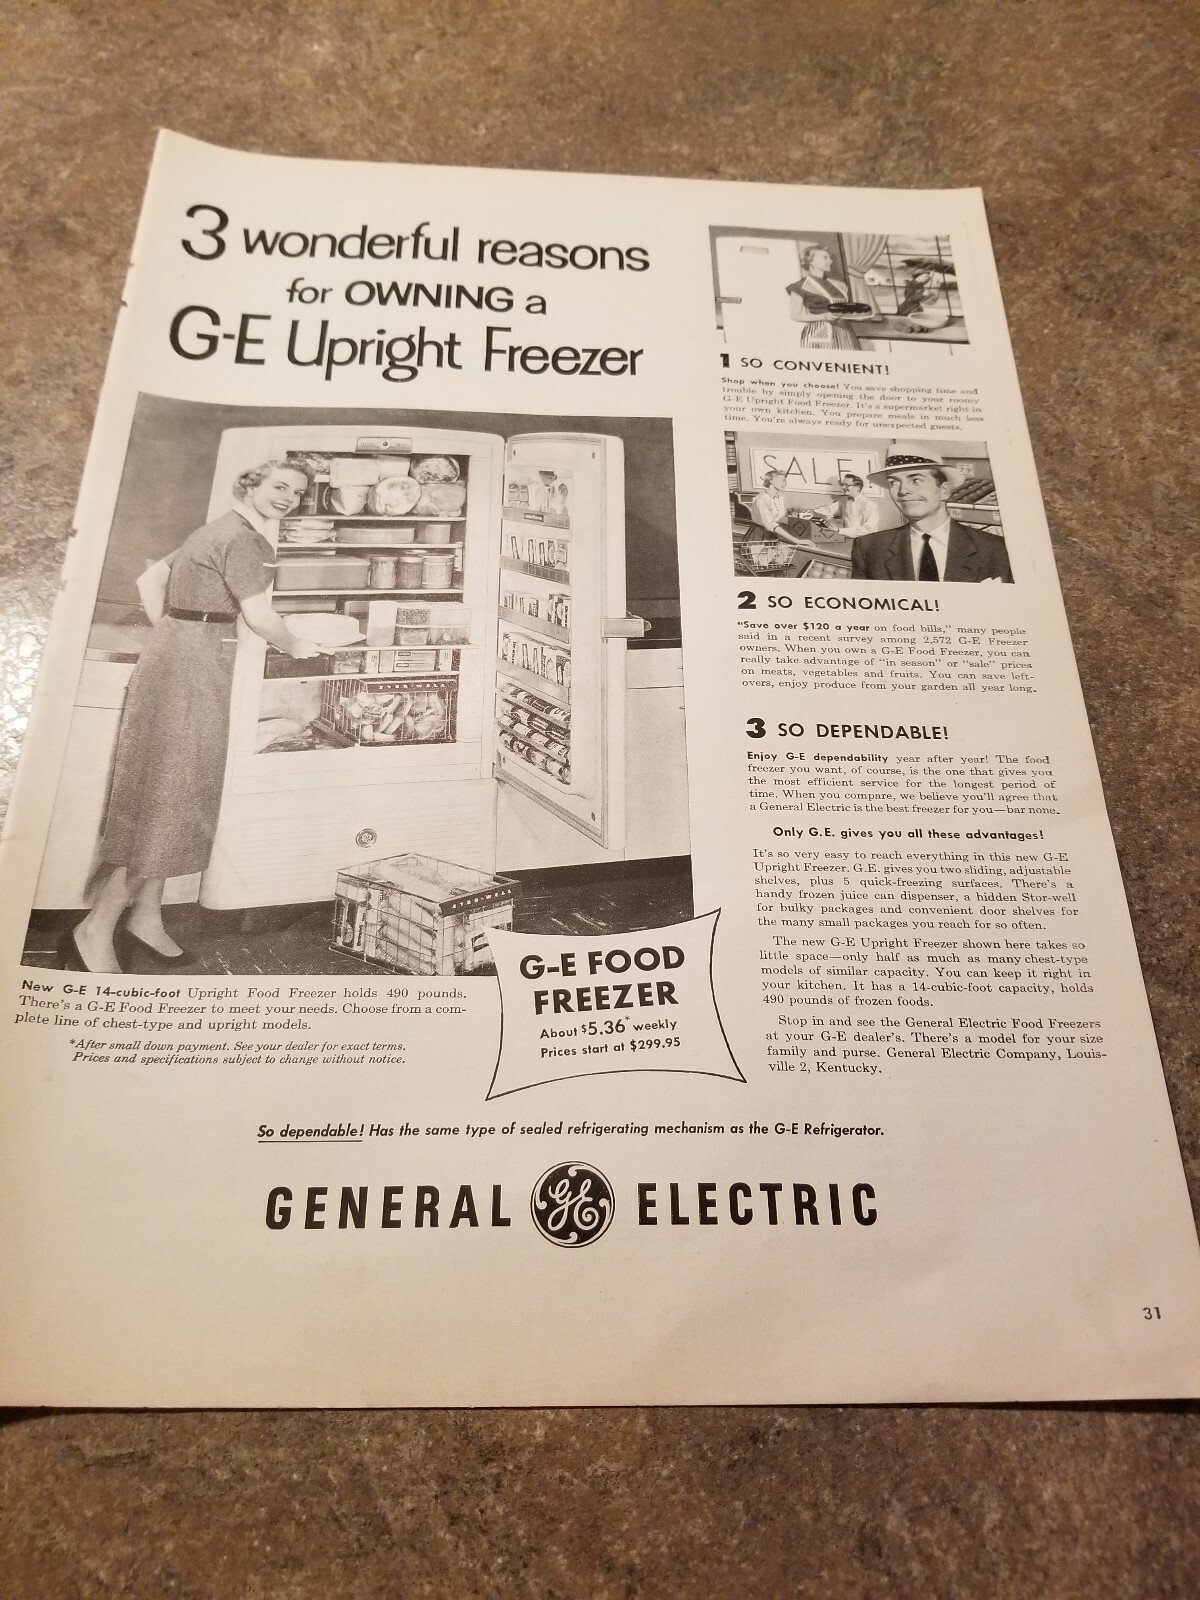 3 wonderful reasons
for OWNING a
G-E Upright Freezer
1 SO CONVENIENT!
Shop when you choose! You save shopping time and
trouble by simply opening the door to your roomy
G-E Upright Food Freezer. It's a supermarket right in
your own kitchen. You prepare meals in much less
time. You're always ready for unexpected guests.
SALE!
2 SO ECONOMICAL!
"Save over $120 a year on food bills," many people
said in a recent survey among 2,572 G-E Freezer
owners. When you own a G-E Food Freezer, you can
really take advantage of "in season" or "sale" prices
on meats, vegetables and fruits. You can save left-
overs, enjoy produce from your garden all year long.
3 SO DEPENDABLE!
Enjoy G-E dependability year after year! The food
freezer you want, of course, is the one that gives you
the most efficient service for the longest period of
time. When you compare, we believe you'll agree that
a General Electric is the best freezer for you—bar none.
Only G.E. gives you all these advantages!
It's so very easy to reach everything in this new G-E
Upright Freezer. G.E. gives you two sliding, adjustable
shelves, plus 5 quick-freezing surfaces. There's a
handy frozen juice can dispenser, a hidden Stor-well
for bulky packages and convenient door shelves for
the many small packages you reach for so often.
The new G-E Upright Freezer shown here takes so
little space—only half as much as many chest-type
models of similar capacity. You can keep it right in
your kitchen. It has a 14-cubic-foot capacity, holds
490 pounds of frozen foods.
Stop in and see the General Electric Food Freezers
at your G-E dealer's. There's a model for your size
family and purse. General Electric Company, Louis-
ville 2, Kentucky.
STOR-WELL
STOR-WELL
New G-E 14-cubic-foot Upright Food Freezer holds 490 pounds.
There's a G-E Food Freezer to meet your needs. Choose from a com-
plete line of chest-type and upright models.
*After small down payment. See your dealer for exact terms.
Prices and specifications subject to change without notice.
G-E FOOD
FREEZER
About $5.36* weekly
Prices start at $299.95
So dependable! Has the same type of sealed refrigerating mechanism as the G-E Refrigerator.
GENERAL GE ELECTRIC
31